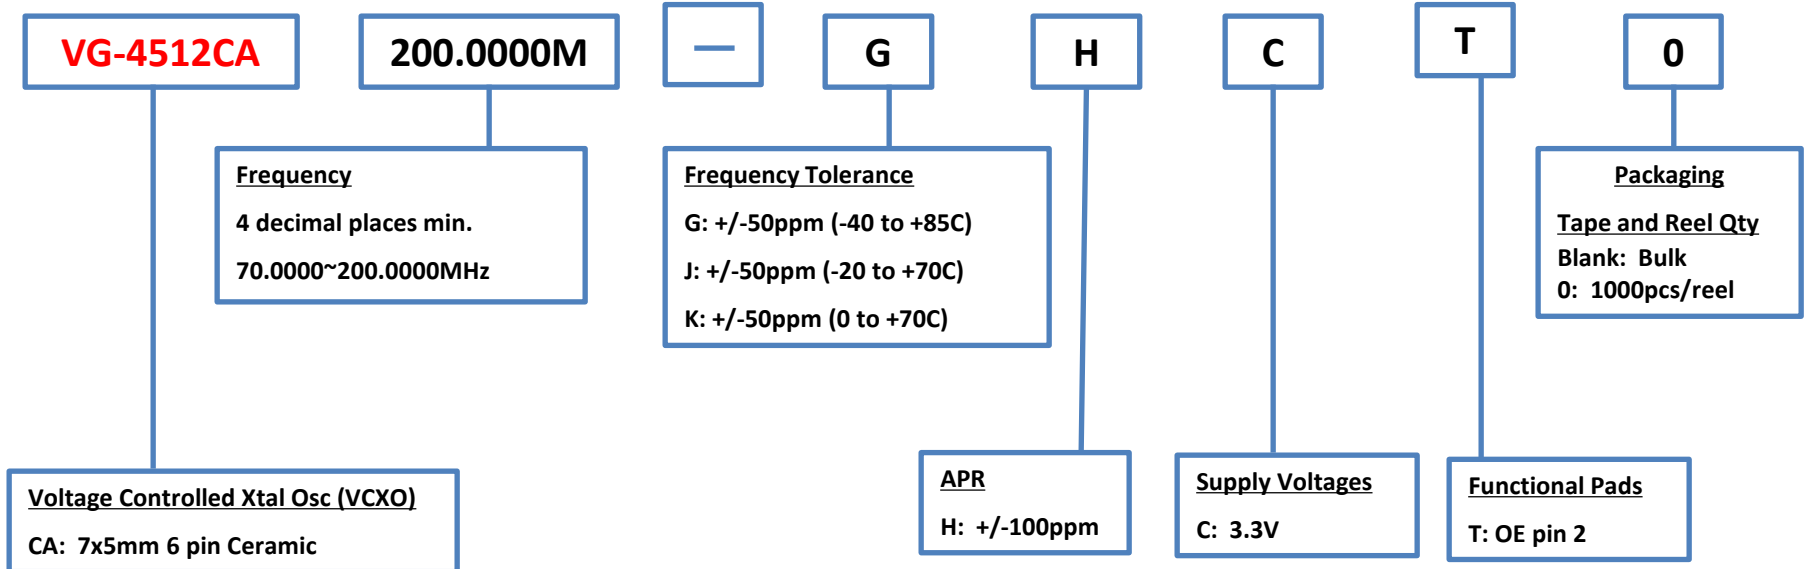 VG-4512CA 200.0000M — G H C T 0
Frequency
4 decimal places min.
70.0000~200.0000MHz
Frequency Tolerance
G: +/-50ppm (-40 to +85C)
J: +/-50ppm (-20 to +70C)
K: +/-50ppm (0 to +70C)
Packaging
Tape and Reel Qty
Blank: Bulk
0: 1000pcs/reel
Voltage Controlled Xtal Osc (VCXO)
CA: 7x5mm 6 pin Ceramic
APR
H: +/-100ppm
Supply Voltages
C: 3.3V
Functional Pads
T: OE pin 2